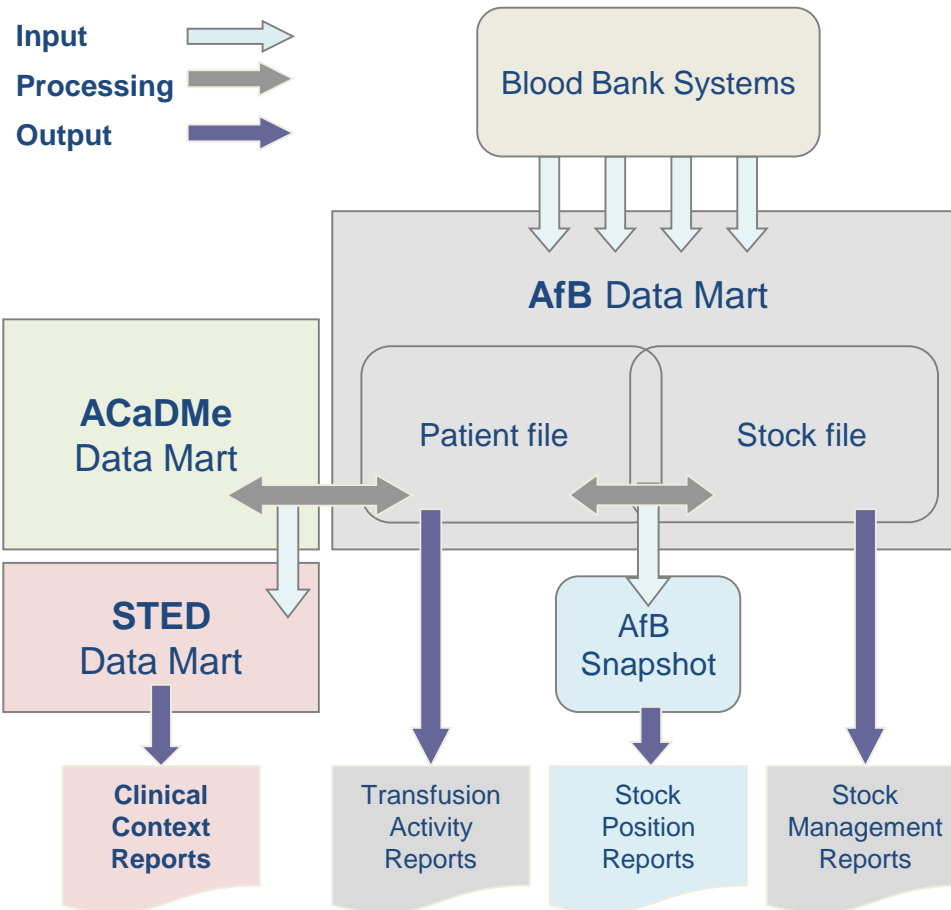 Input
Processing
Output
Blood Bank Systems
AfB Data Mart
ACaDMe
Data Mart
Patient file
Stock file
STED
Data Mart
AfB
Snapshot
Clinical
Context
Reports
Transfusion
Activity
Reports
Stock
Position
Reports
Stock
Management
Reports